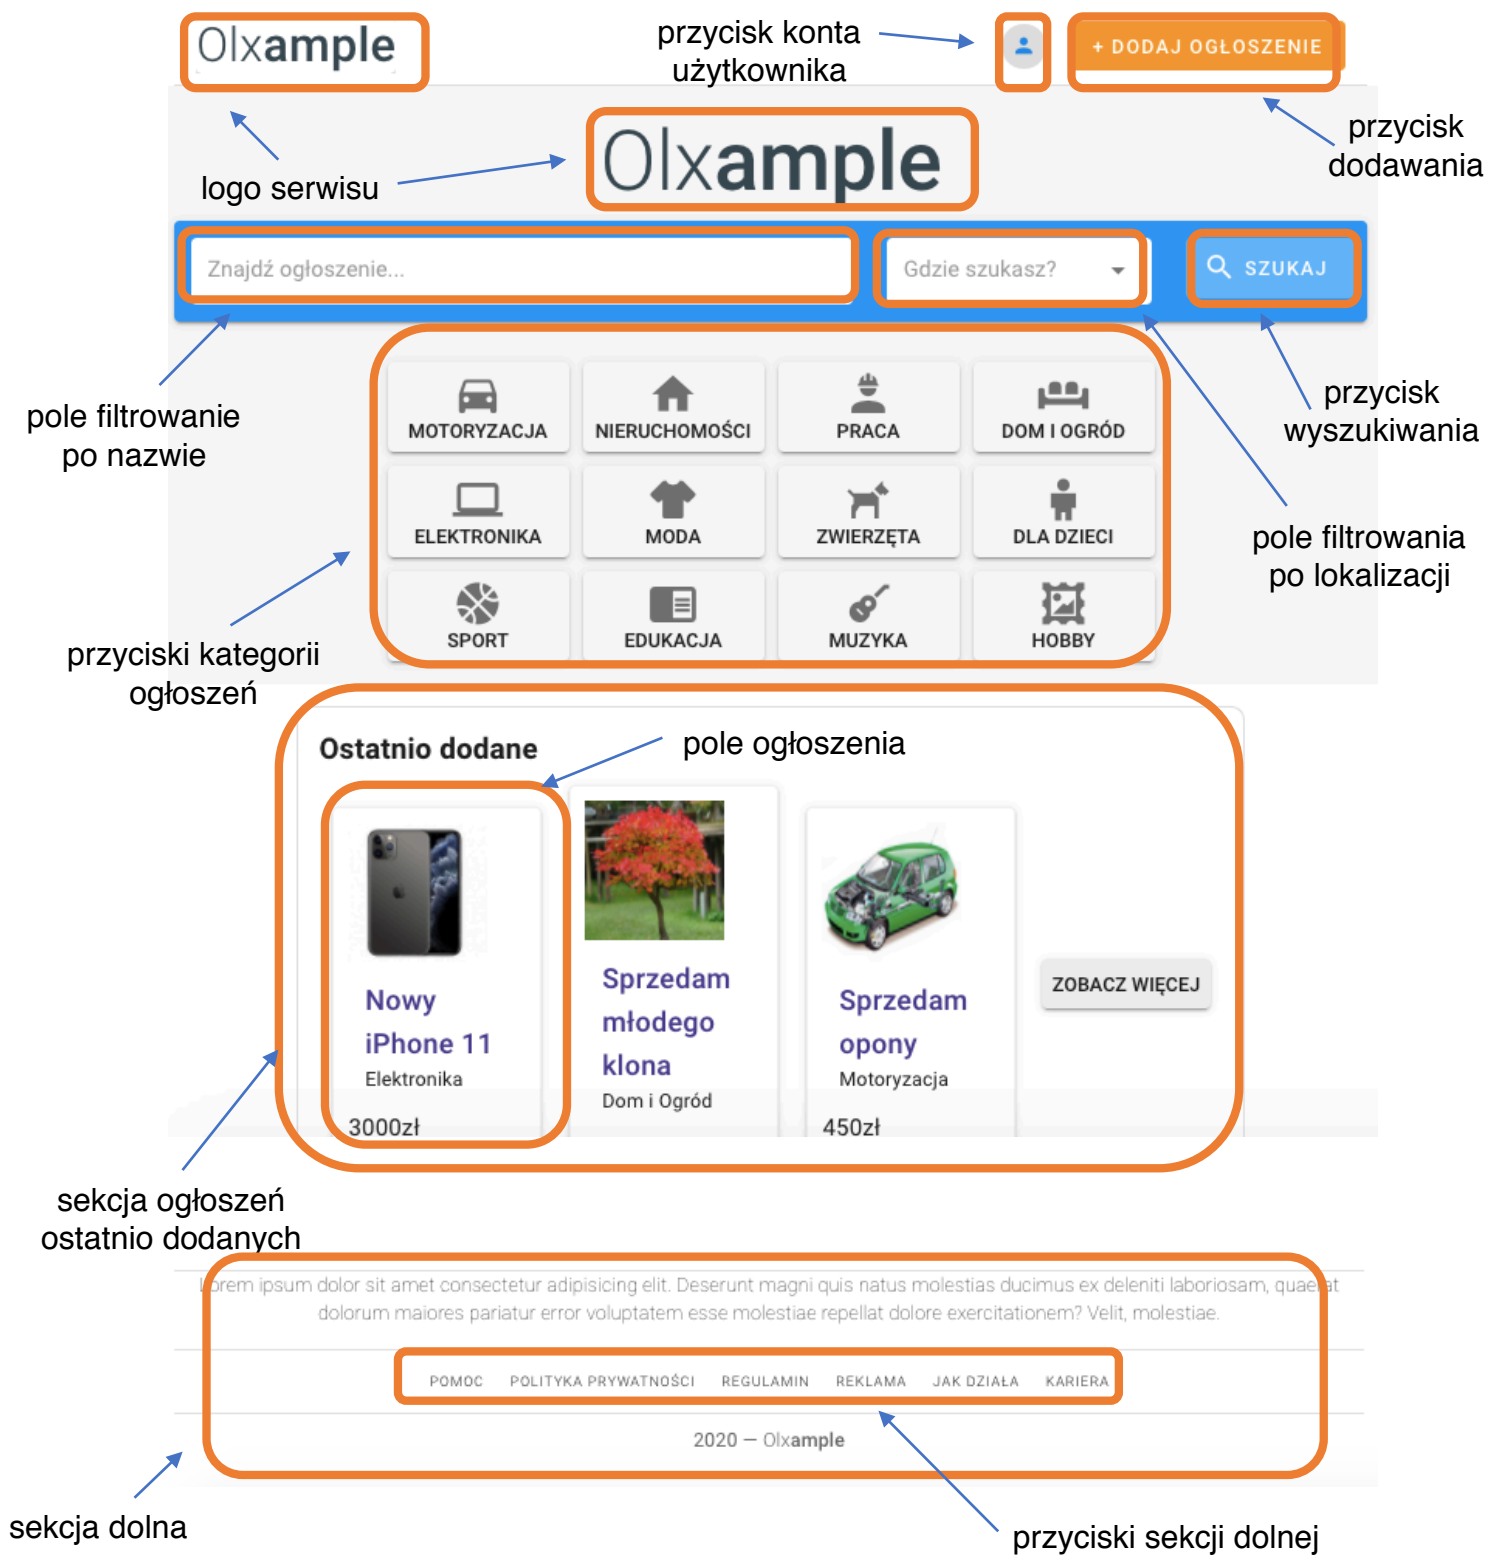 Olxample
przycisk konta
użytkownika
+ DODAJ OGŁOSZENIE
przycisk
dodawania
Olxample
logo serwisu
Znajdź ogłoszenie...
Gdzie szukasz?
SZUKAJ
pole filtrowanie
po nazwie
przycisk
wyszukiwania
MOTORYZACJA
NIERUCHOMOŚCI
PRACA
DOM I OGRÓD
ELEKTRONIKA
MODA
ZWIERZĘTA
DLA DZIECI
pole filtrowania
po lokalizacji
SPORT
EDUKACJA
MUZYKA
HOBBY
przyciski kategorii
ogłoszeń
Ostatnio dodane
pole ogłoszenia
Nowy
iPhone 11
Elektronika
3000zł
Sprzedam
młodego
klona
Dom i Ogród
Sprzedam
opony
Motoryzacja
450zł
ZOBACZ WIĘCEJ
sekcja ogłoszeń
ostatnio dodanych
Lorem ipsum dolor sit amet consectetur adipisicing elit. Deserunt magni quis natus molestias ducimus ex deleniti laboriosam, quaerat
dolorum maiores pariatur error voluptatem esse molestiae repellat dolore exercitationem? Velit, molestiae.
POMOC POLITYKA PRYWATNOŚCI REGULAMIN REKLAMA JAK DZIAŁA KARIERA
2020 — Olxample
sekcja dolna
przyciski sekcji dolnej